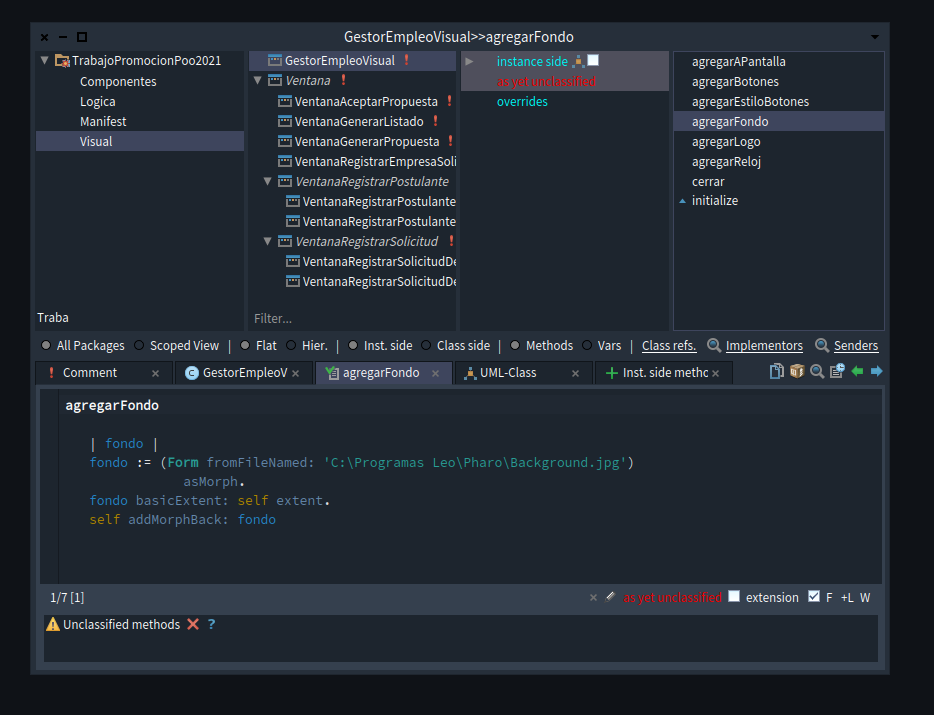 GestorEmpleoVisual>>agregarFondo
TrabajoPromocionPoo2021
Componentes
Logica
Manifest
Visual
Traba
GestorEmpleoVisual
Ventana
VentanaAceptarPropuesta
VentanaGenerarListado
VentanaGenerarPropuesta
VentanaRegistrarEmpresaSoli
VentanaRegistrarPostulante
VentanaRegistrarPostulante
VentanaRegistrarPostulante
VentanaRegistrarSolicitud
VentanaRegistrarSolicitudDe
VentanaRegistrarSolicitudDe
Filter...
instance side
as yet unclassified
overrides
agregarAPantalla
agregarBotones
agregarEstiloBotones
agregarFondo
agregarLogo
agregarReloj
cerrar
initialize
All Packages Scoped View | Flat Hier. | Inst. side Class side | Methods Vars | Class refs. Implementors Senders
! Comment × GestorEmpleoV × agregarFondo × UML-Class × Inst. side methc ×
agregarFondo
| fondo |
fondo := (Form fromFileNamed: 'C:\Programas Leo\Pharo\Background.jpg')
asMorph.
fondo basicExtent: self extent.
self addMorphBack: fondo
1/7 [1] as yet unclassified extension F +L W
Unclassified methods ?